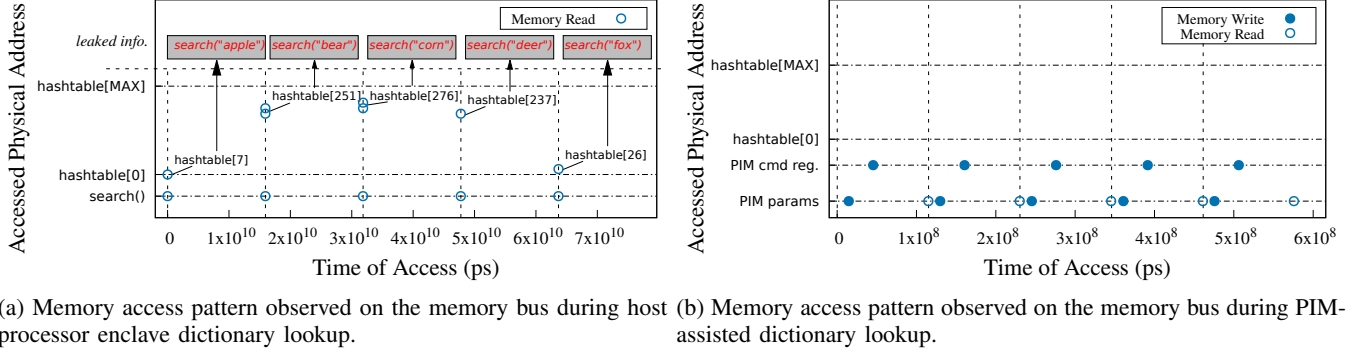 Accessed Physical Address
Memory Read
leaked info.
search("apple") search("bear") search("corn") search("deer") search("fox")
hashtable[MAX]
hashtable[251]
hashtable[276]
hashtable[237]
hashtable[7]
hashtable[26]
hashtable[0]
search()
0 1x10^10 2x10^10 3x10^10 4x10^10 5x10^10 6x10^10 7x10^10
Time of Access (ps)
(a) Memory access pattern observed on the memory bus during host
processor enclave dictionary lookup.
Accessed Physical Address
Memory Write
Memory Read
hashtable[MAX]
hashtable[0]
PIM cmd reg.
PIM params
0 1x10^8 2x10^8 3x10^8 4x10^8 5x10^8 6x10^8
Time of Access (ps)
(b) Memory access pattern observed on the memory bus during PIM-
assisted dictionary lookup.